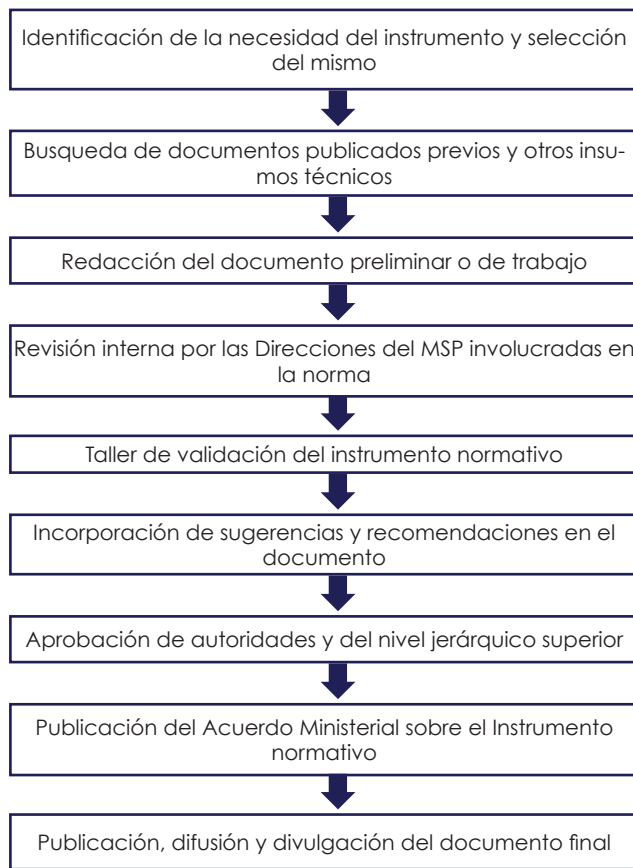 Identificación de la necesidad del instrumento y selección
del mismo
Busqueda de documentos publicados previos y otros insu-
mos técnicos
Redacción del documento preliminar o de trabajo
Revisión interna por las Direcciones del MSP involucradas en
la norma
Taller de validación del instrumento normativo
Incorporación de sugerencias y recomendaciones en el
documento
Aprobación de autoridades y del nivel jerárquico superior
Publicación del Acuerdo Ministerial sobre el Instrumento
normativo
Publicación, difusión y divulgación del documento final